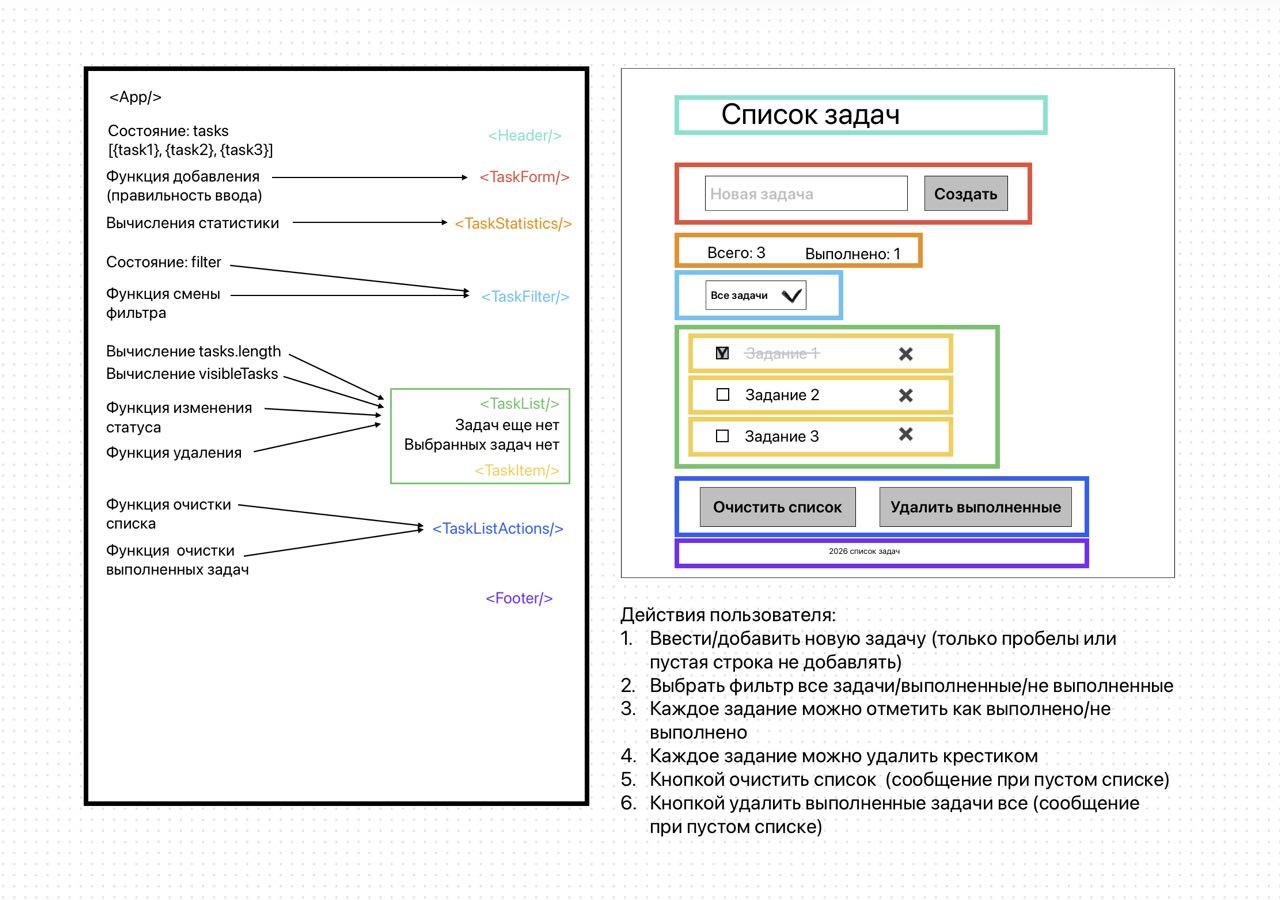 <App/>
Состояние: tasks
[{task1}, {task2}, {task3}]
<Header/>
Функция добавления
(правильность ввода)
<TaskForm/>
Вычисления статистики
<TaskStatistics/>
Состояние: filter
Функция смены
фильтра
<TaskFilter/>
Вычисление tasks.length
Вычисление visibleTasks
Функция изменения
статуса
Функция удаления
<TaskList/>
Задач еще нет
Выбранных задач нет
<TaskItem/>
Функция очистки
списка
Функция  очистки
выполненных задач
<TaskListActions/>
<Footer/>
Список задач
Новая задача
Создать
Всего: 3
Выполнено: 1
Все задачи
Задание 1
Задание 2
Задание 3
Очистить список
Удалить выполненные
2026 список задач
Действия пользователя:
1. Ввести/добавить новую задачу (только пробелы или
пустая строка не добавлять)
2. Выбрать фильтр все задачи/выполненные/не выполненные
3. Каждое задание можно отметить как выполнено/не
выполнено
4. Каждое задание можно удалить крестиком
5. Кнопкой очистить список  (сообщение при пустом списке)
6. Кнопкой удалить выполненные задачи все (сообщение
при пустом списке)